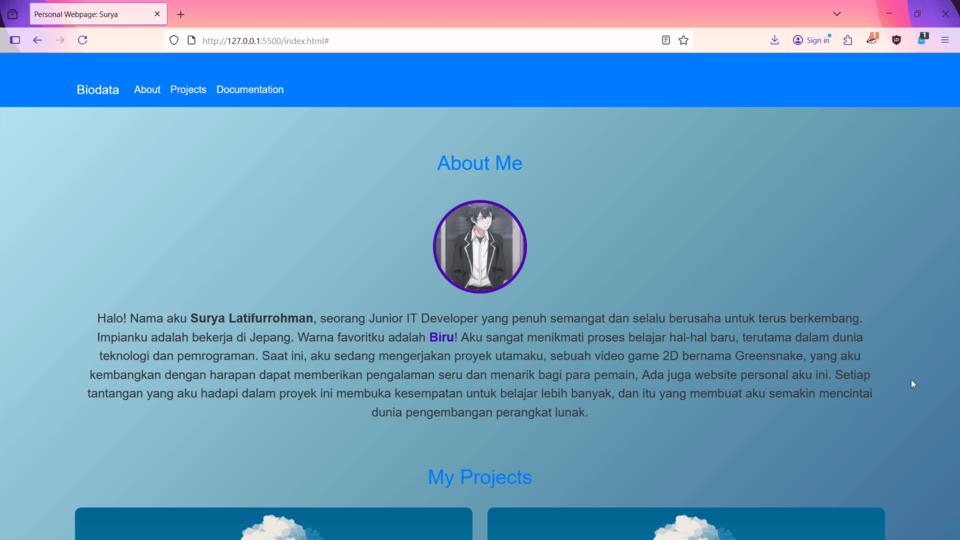 Personal Webpage: Surya
http://127.0.0.1:5500/index.html#
Sign in
1
1
Biodata About Projects Documentation
About Me
Halo! Nama aku Surya Latifurrohman, seorang Junior IT Developer yang penuh semangat dan selalu berusaha untuk terus berkembang.
Impianku adalah bekerja di Jepang. Warna favoritku adalah Biru! Aku sangat menikmati proses belajar hal-hal baru, terutama dalam dunia
teknologi dan pemrograman. Saat ini, aku sedang mengerjakan proyek utamaku, sebuah video game 2D bernama Greensnake, yang aku
kembangkan dengan harapan dapat memberikan pengalaman seru dan menarik bagi para pemain, Ada juga website personal aku ini. Setiap
tantangan yang aku hadapi dalam proyek ini membuka kesempatan untuk belajar lebih banyak, dan itu yang membuat aku semakin mencintai
dunia pengembangan perangkat lunak.
My Projects